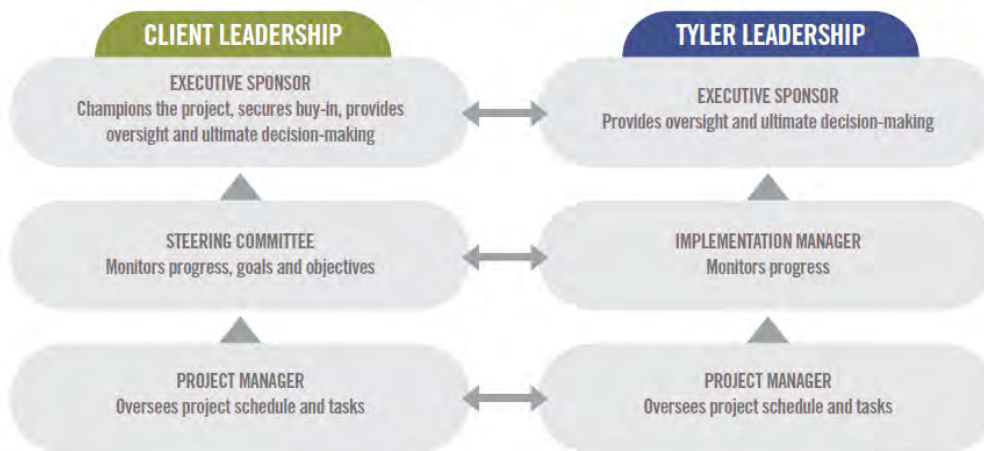 CLIENT LEADERSHIP
EXECUTIVE SPONSOR
Champions the project, secures buy-in, provides
oversight and ultimate decision-making
STEERING COMMITTEE
Monitors progress, goals and objectives
PROJECT MANAGER
Oversees project schedule and tasks
TYLER LEADERSHIP
EXECUTIVE SPONSOR
Provides oversight and ultimate decision-making
IMPLEMENTATION MANAGER
Monitors progress
PROJECT MANAGER
Oversees project schedule and tasks